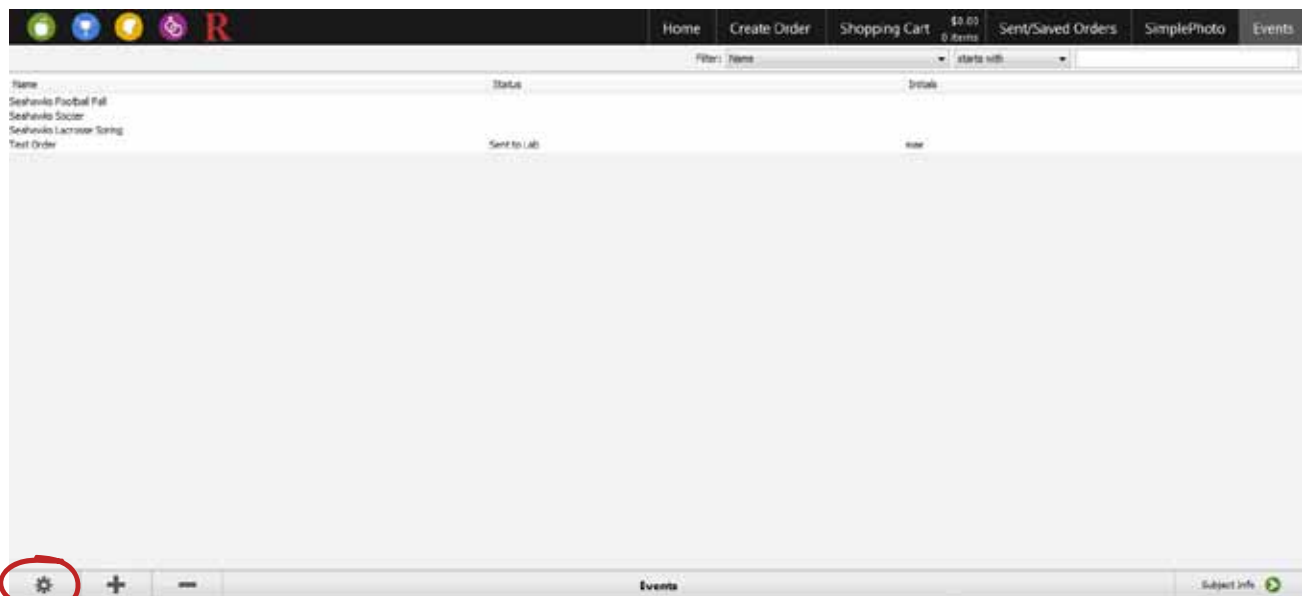 R Home Create Order Shopping Cart $0.00 0 items Sent/Saved Orders SimplePhoto Events
Filter: Name starts with
Name Status Initials
Seahawks Football Fall
Seahawks Soccer
Seahawks Lacrosse Spring
Test Order Sent to Lab
Events Subject Info